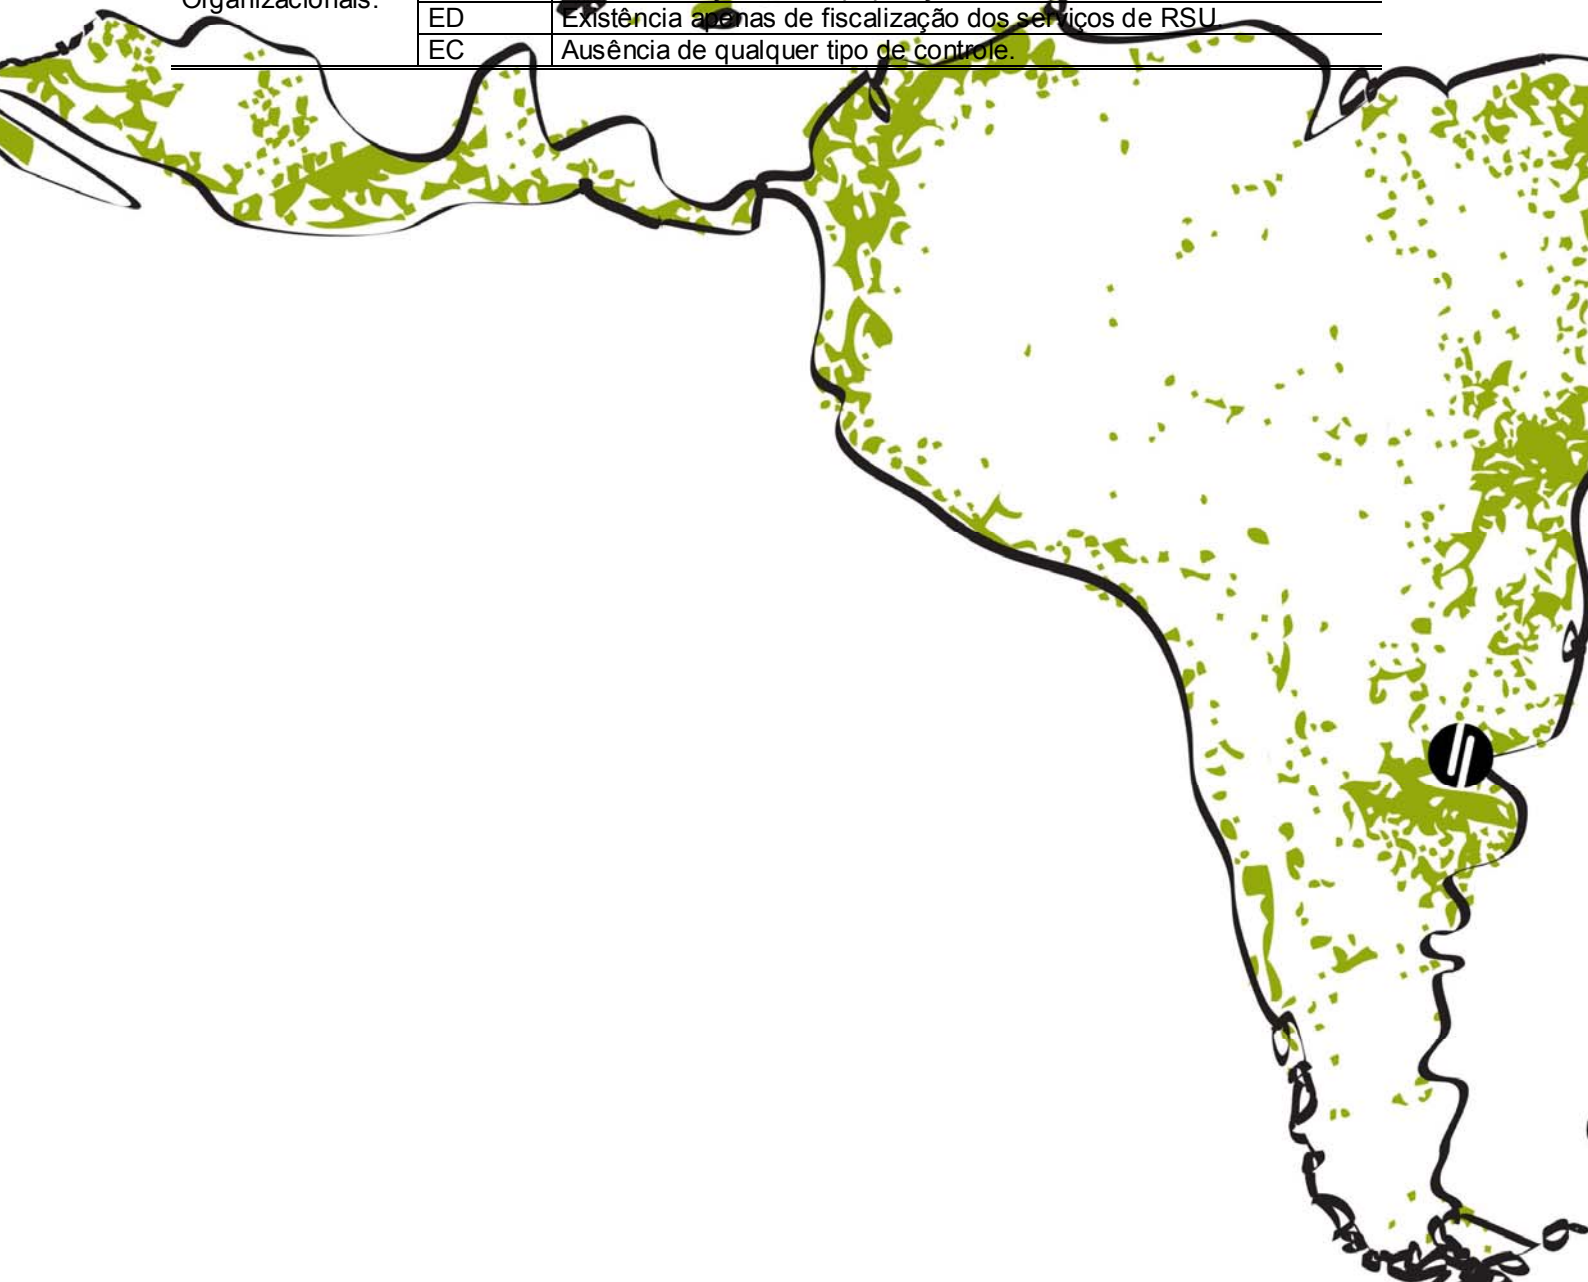 Organizacionais.
ED Existência apenas de fiscalização dos serviços de RSU.
EC Ausência de qualquer tipo de controle.